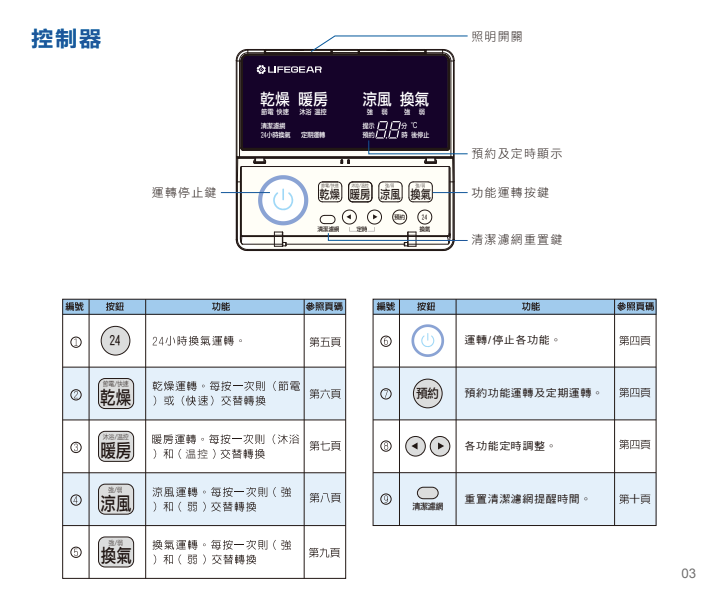 控制器
照明開關
LIFEGEAR
乾燥 暖房 涼風 換氣
節電 快速 沐浴 溫控 強 弱 強 弱
清潔濾網 提示 分 °C
24小時換氣 定期運轉 預約 88 時 後停止
預約及定時顯示
運轉停止鍵
節電/快速 沐浴/溫控 強/弱 強/弱
乾燥 暖房 涼風 換氣
功能運轉按鍵
預約 24
清潔濾網 定時 換氣
清潔濾網重置鍵
編號 按鈕 功能 參照頁碼
① 24 24小時換氣運轉。 第五頁
② 節電/快速 乾燥 乾燥運轉。每按一次則（節電
）或（快速）交替轉換 第六頁
③ 沐浴/溫控 暖房 暖房運轉。每按一次則（沐浴
）和（溫控）交替轉換 第七頁
④ 強/弱 涼風 涼風運轉。每按一次則（強
）和（弱）交替轉換 第八頁
⑤ 強/弱 換氣 換氣運轉。每按一次則（強
）和（弱）交替轉換 第九頁
編號 按鈕 功能 參照頁碼
⑥ 運轉/停止各功能。 第四頁
⑦ 預約 預約功能運轉及定期運轉。 第四頁
⑧ 各功能定時調整。 第四頁
⑨ 清潔濾網 重置清潔濾網提醒時間。 第十頁
03